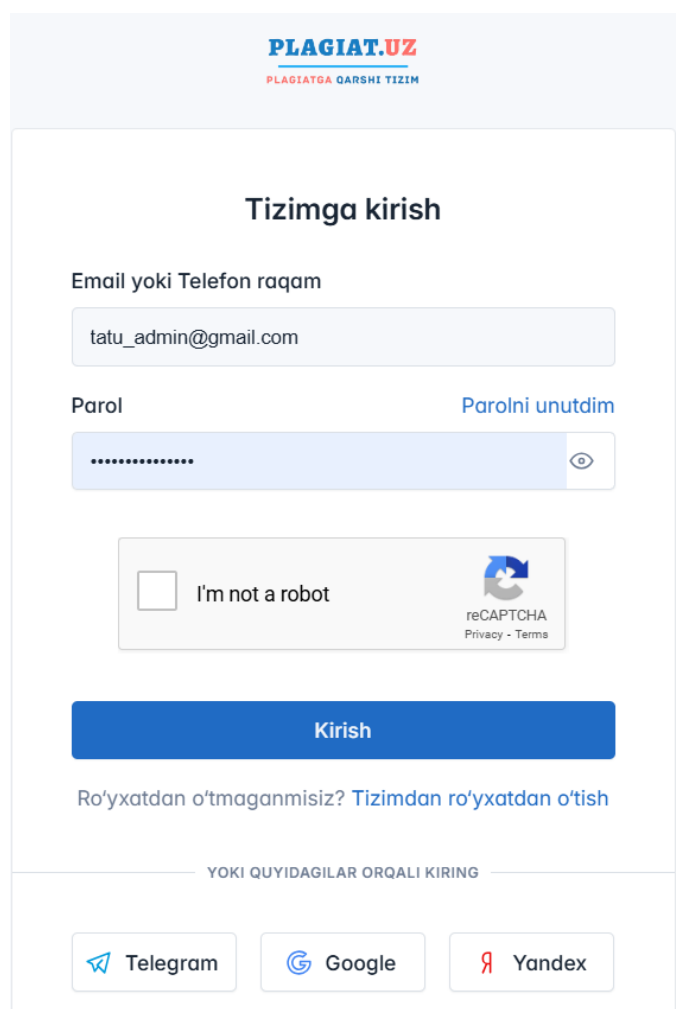 PLAGIAT.UZ
PLAGIATGA QARSHI TIZIM
Tizimga kirish
Email yoki Telefon raqam
tatu_admin@gmail.com
Parol Parolni unutdim
•••••••••••••••
I'm not a robot
reCAPTCHA
Privacy - Terms
Kirish
Roʻyxatdan oʻtmaganmisiz? Tizimdan roʻyxatdan oʻtish
YOKI QUYIDAGILAR ORQALI KIRING
Telegram Google Yandex